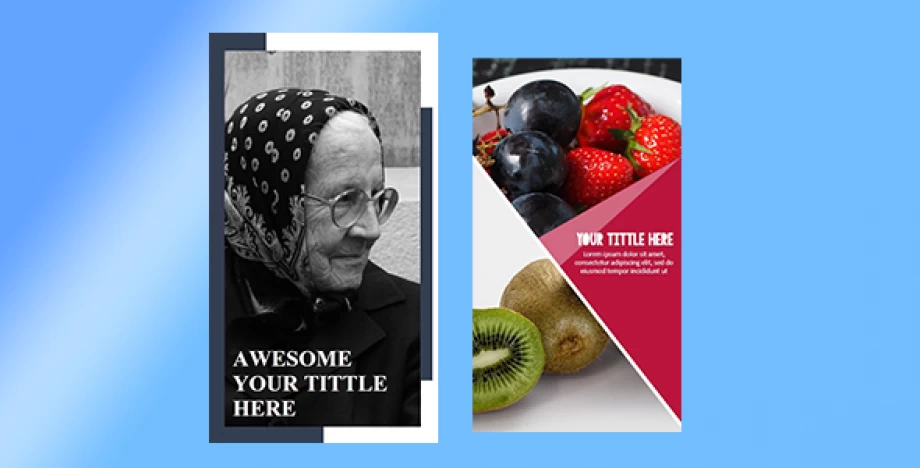 AWESOME
YOUR TITTLE
HERE
YOUR TITTLE HERE
Lorem ipsum dolor sit amet,
consectetur adipiscing elit, sed do
eiusmod tempor incididunt ut